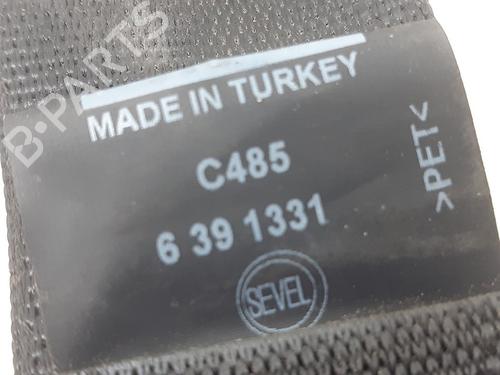 B-PARTS
MADE IN TURKEY
C485
6 39 1331
SEVEL
>PET<